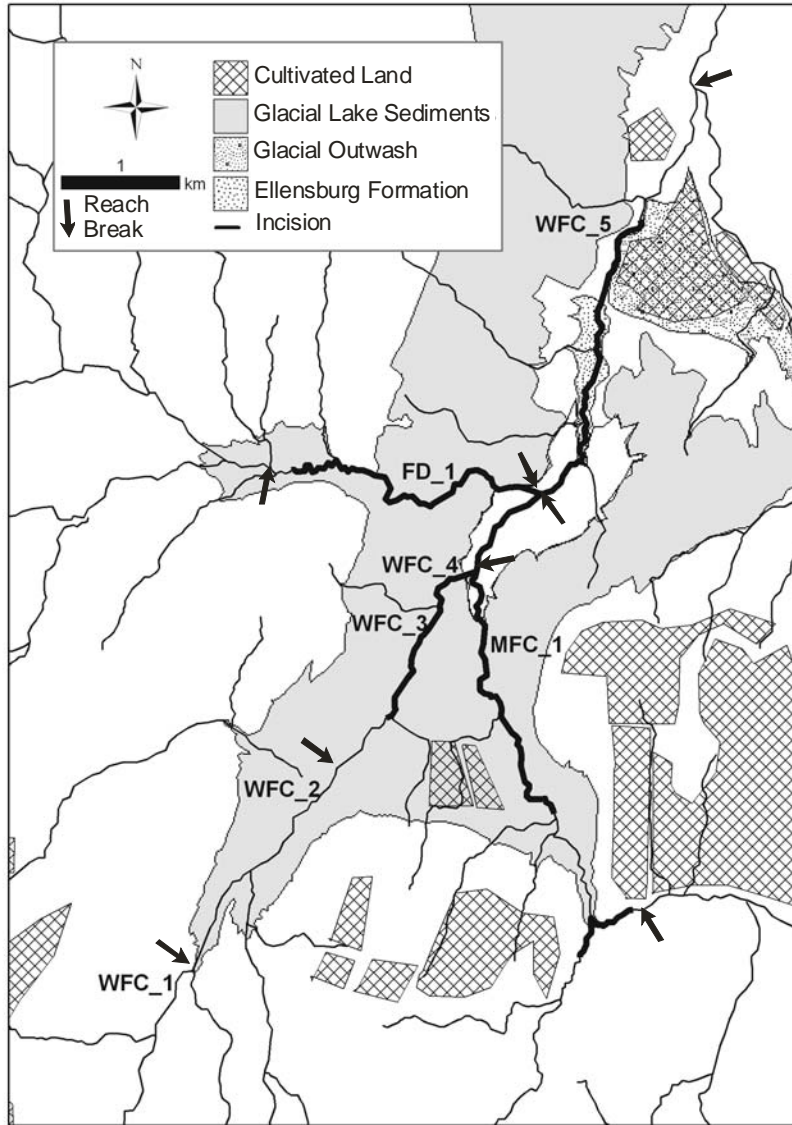 N
1
km
Reach
Break
Cultivated Land
Glacial Lake Sediments
Glacial Outwash
Ellensburg Formation
Incision
WFC_5
FD_1
WFC_4
WFC_3
MFC_1
WFC_2
WFC_1